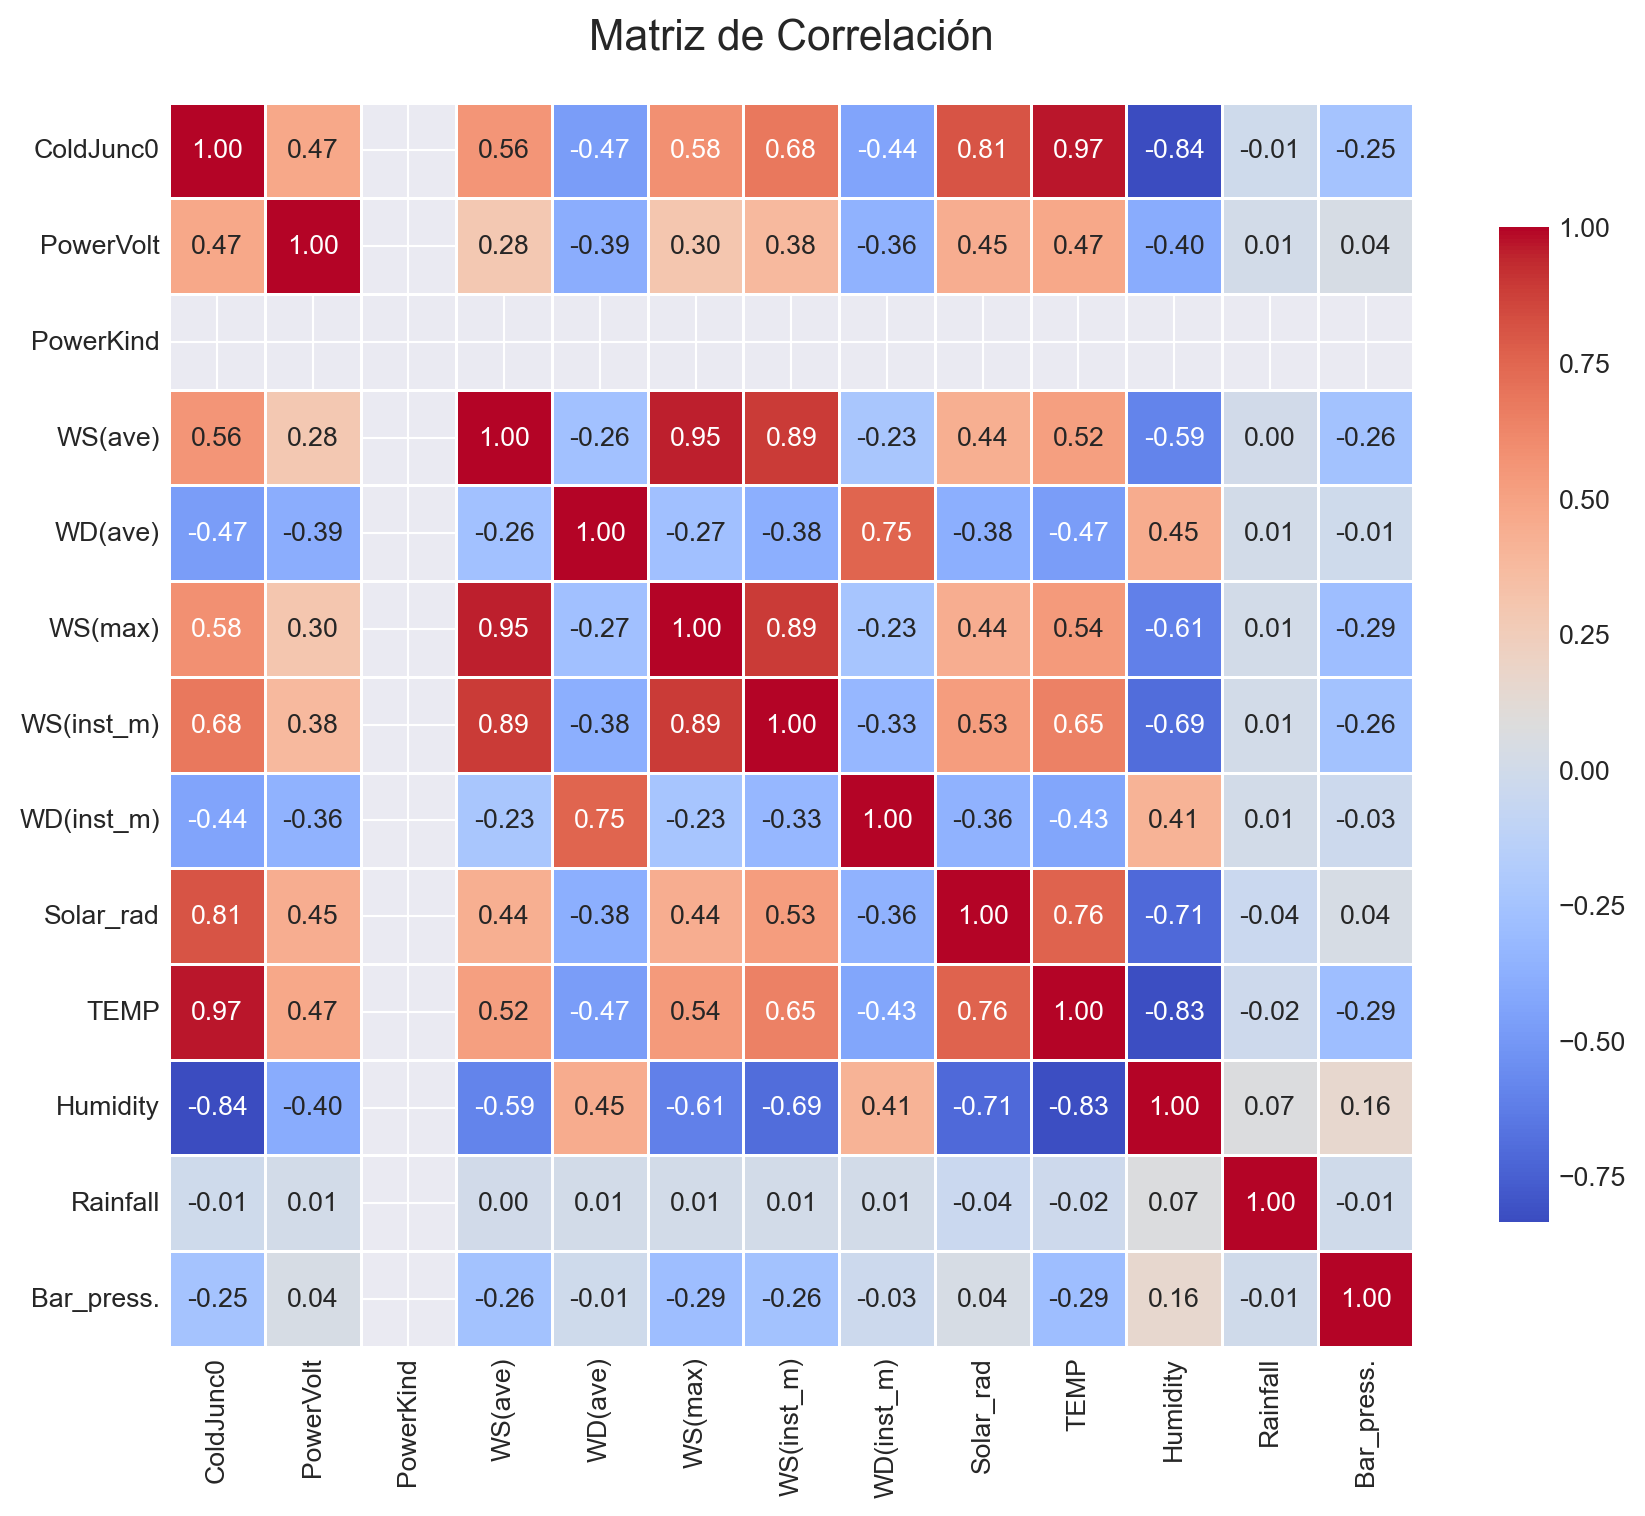 Matriz de Correlación
ColdJunc0 1.00 0.47 0.56 -0.47 0.58 0.68 -0.44 0.81 0.97 -0.84 -0.01 -0.25
PowerVolt 0.47 1.00 0.28 -0.39 0.30 0.38 -0.36 0.45 0.47 -0.40 0.01 0.04
PowerKind
WS(ave) 0.56 0.28 1.00 -0.26 0.95 0.89 -0.23 0.44 0.52 -0.59 0.00 -0.26
WD(ave) -0.47 -0.39 -0.26 1.00 -0.27 -0.38 0.75 -0.38 -0.47 0.45 0.01 -0.01
WS(max) 0.58 0.30 0.95 -0.27 1.00 0.89 -0.23 0.44 0.54 -0.61 0.01 -0.29
WS(inst_m) 0.68 0.38 0.89 -0.38 0.89 1.00 -0.33 0.53 0.65 -0.69 0.01 -0.26
WD(inst_m) -0.44 -0.36 -0.23 0.75 -0.23 -0.33 1.00 -0.36 -0.43 0.41 0.01 -0.03
Solar_rad 0.81 0.45 0.44 -0.38 0.44 0.53 -0.36 1.00 0.76 -0.71 -0.04 0.04
TEMP 0.97 0.47 0.52 -0.47 0.54 0.65 -0.43 0.76 1.00 -0.83 -0.02 -0.29
Humidity -0.84 -0.40 -0.59 0.45 -0.61 -0.69 0.41 -0.71 -0.83 1.00 0.07 0.16
Rainfall -0.01 0.01 0.00 0.01 0.01 0.01 0.01 -0.04 -0.02 0.07 1.00 -0.01
Bar_press. -0.25 0.04 -0.26 -0.01 -0.29 -0.26 -0.03 0.04 -0.29 0.16 -0.01 1.00
ColdJunc0
PowerVolt
PowerKind
WS(ave)
WD(ave)
WS(max)
WS(inst_m)
WD(inst_m)
Solar_rad
TEMP
Humidity
Rainfall
Bar_press.
1.00
0.75
0.50
0.25
0.00
−0.25
−0.50
−0.75